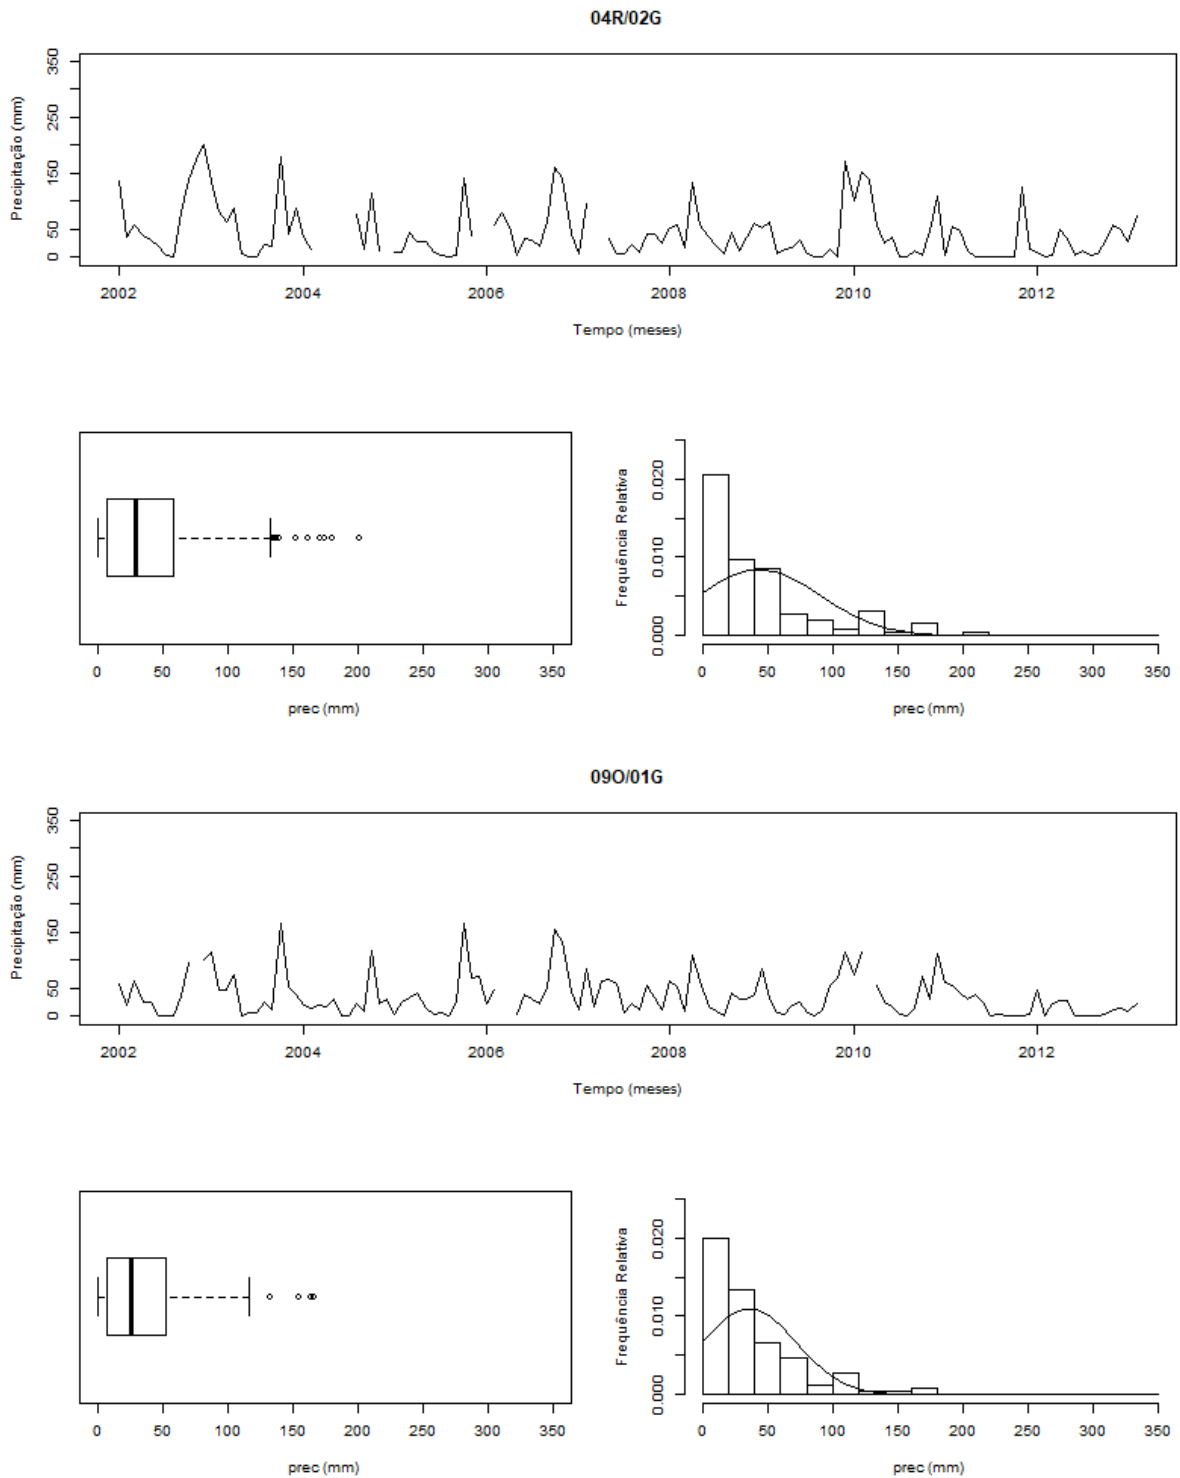 04R/02G
Precipitação (mm)
0 50 150 250 350
2002 2004 2006 2008 2010 2012
Tempo (meses)
0 50 100 150 200 250 300 350
prec (mm)
Frequência Relativa
0.000 0.010 0.020
0 50 100 150 200 250 300 350
prec (mm)
09O/01G
Precipitação (mm)
0 50 150 250 350
2002 2004 2006 2008 2010 2012
Tempo (meses)
0 50 100 150 200 250 300 350
prec (mm)
Frequência Relativa
0.000 0.010 0.020
0 50 100 150 200 250 300 350
prec (mm)